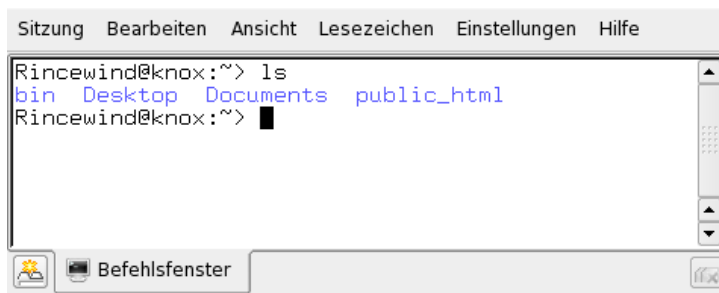 Sitzung Bearbeiten Ansicht Lesezeichen Einstellungen Hilfe
Rincewind@knox:~> ls
bin  Desktop  Documents  public_html
Rincewind@knox:~>
Befehlsfenster